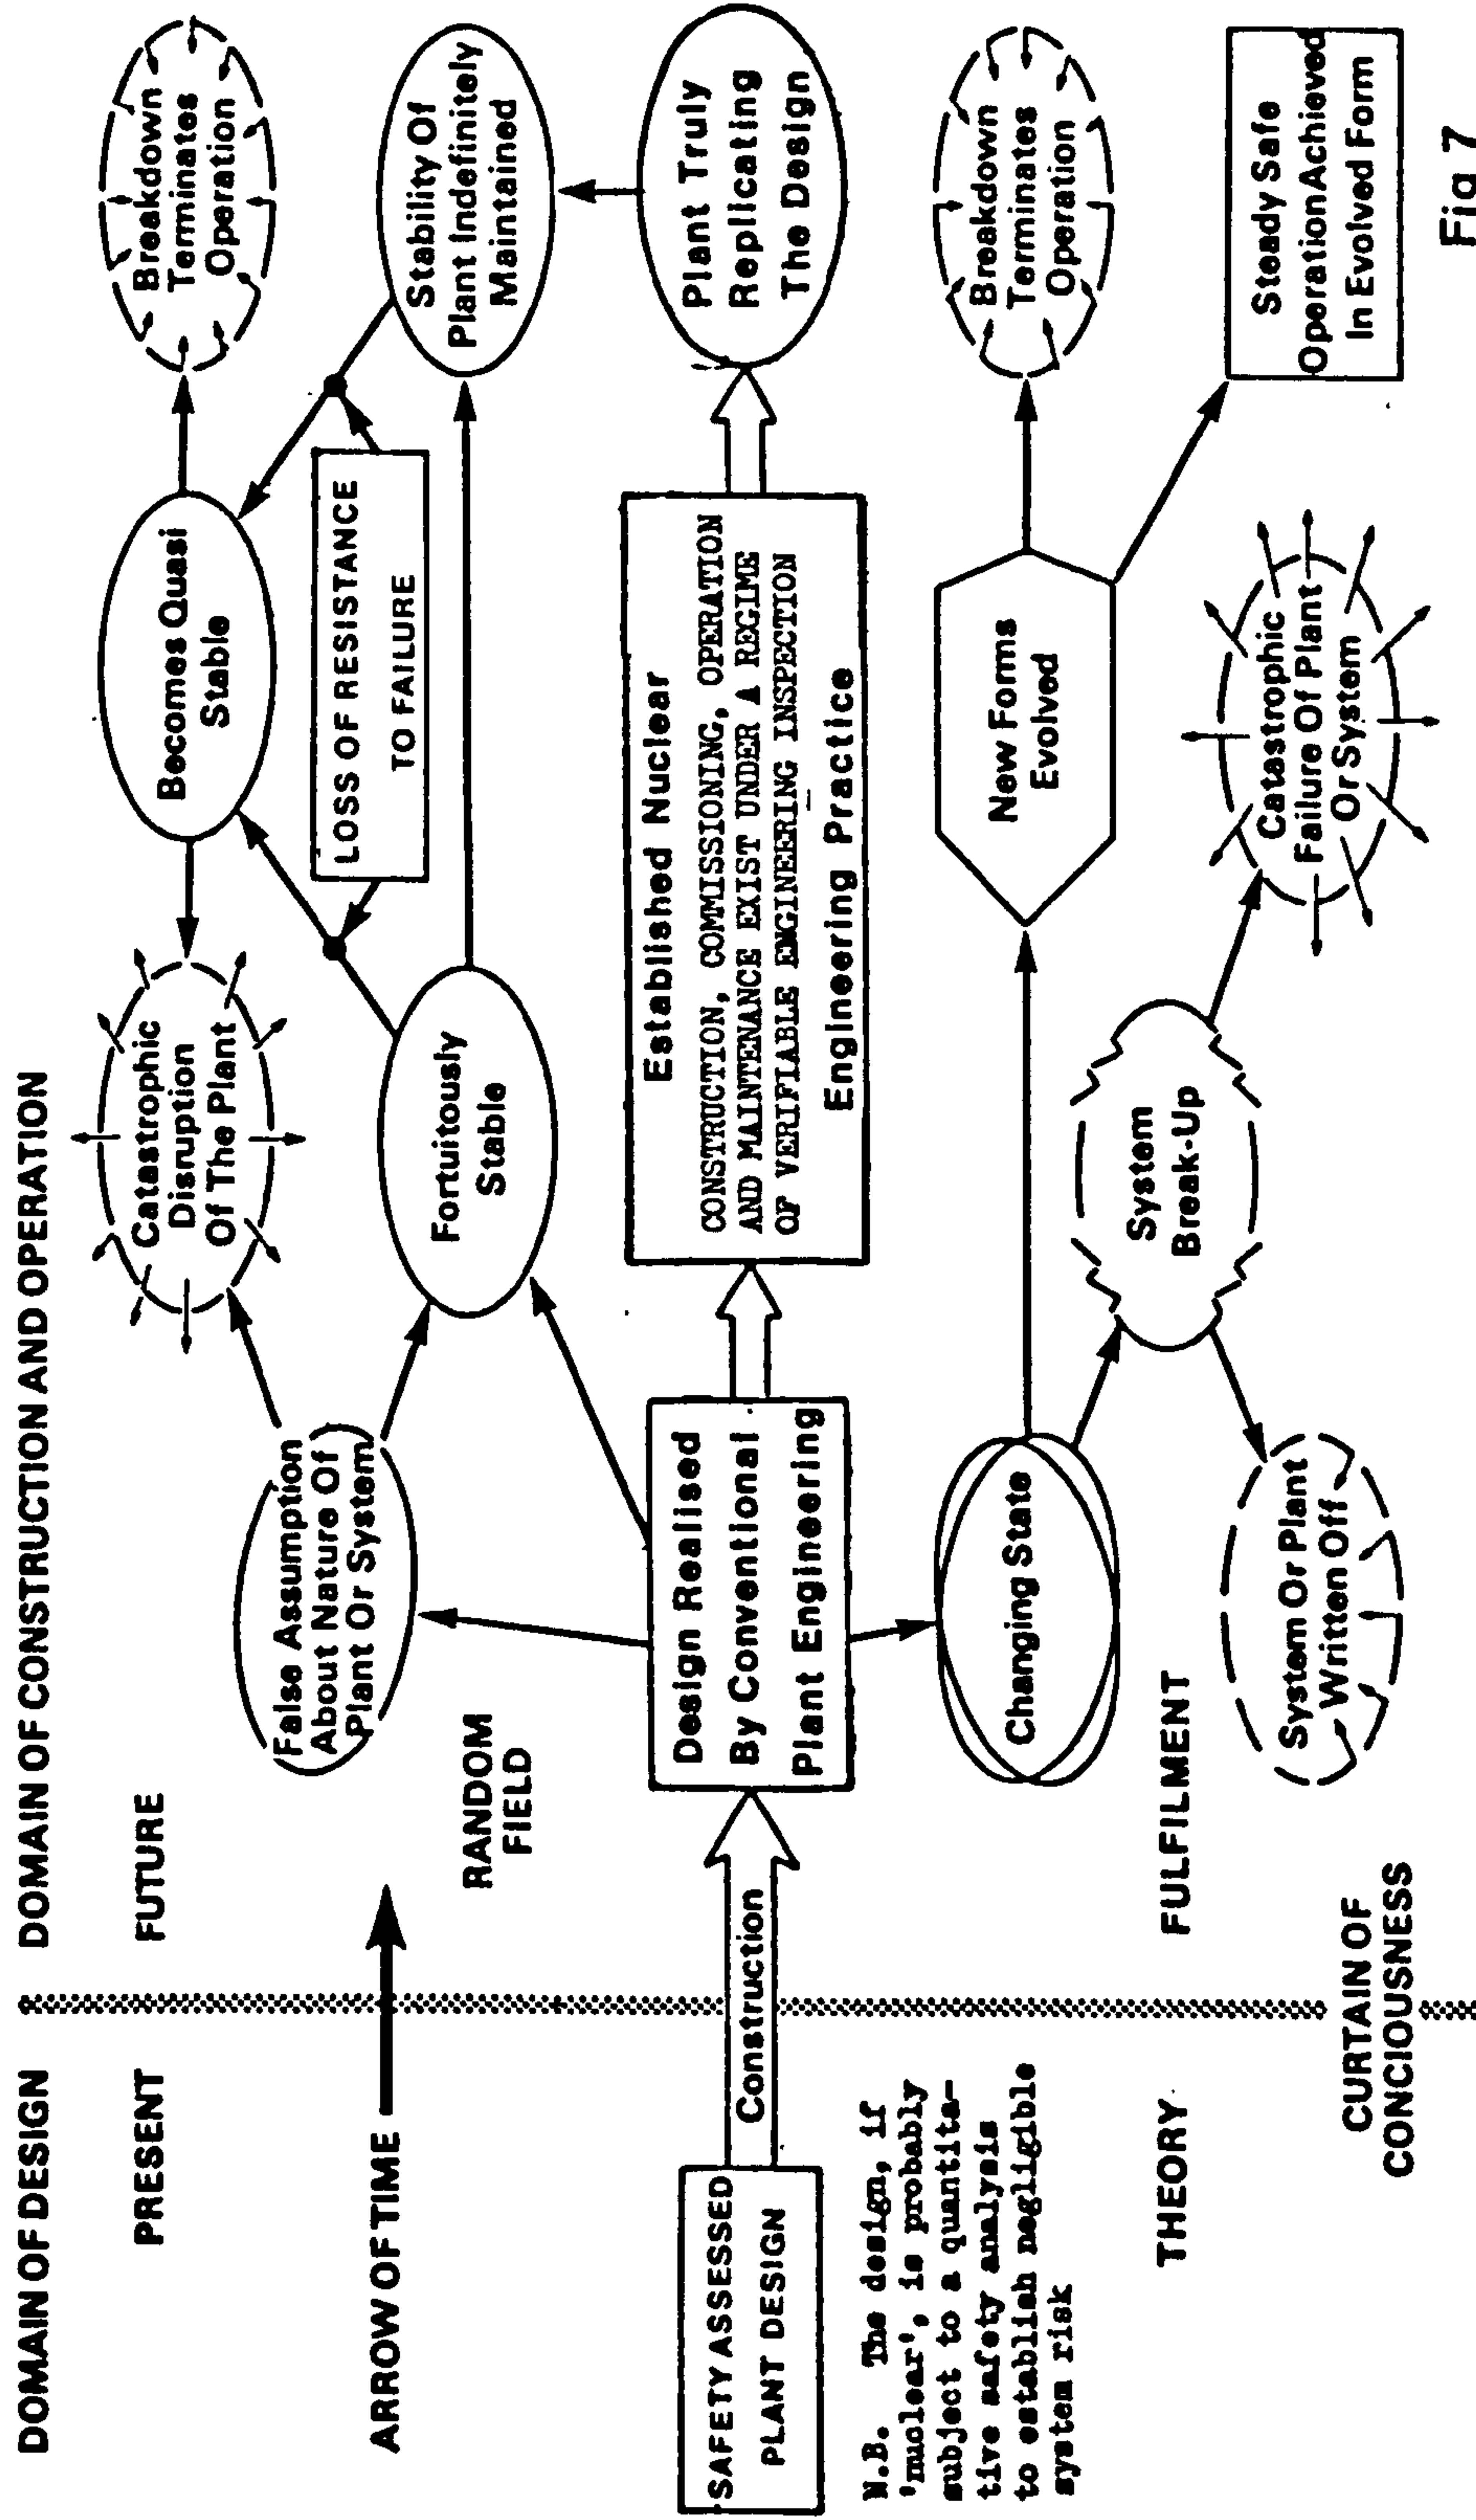 DOMAIN OF DESIGN
DOMAIN OF CONSTRUCTION AND OPERATION
PRESENT
FUTURE
ARROW OF TIME
RANDOM
FIELD
False Assumption
About Nature Of
Plant Or System
Catastrophic
Disruption
Of The Plant
Becomes Quasi
Stable
Breakdown
Terminates
Operation
LOSS OF RESISTANCE
TO FAILURE
Fortuitously
Stable
Stability Of
Plant Indefinitely
Maintained
SAFETY ASSESSED
PLANT DESIGN
Construction
Design Realised
By Conventional
Plant Engineering
Established Nuclear
CONSTRUCTION, COMMISSIONING, OPERATION
AND MAINTENANCE EXIST UNDER A REGIME
OF VERIFIABLE ENGINEERING INSPECTION
Engineering Practice
Plant Truly
Replicating
The Design
N.B. The design, if
'nuclear', is probably
subject to a quantita-
tive safety analysis
to establish negligible
system risk
Changing State
New Forms
Evolved
Breakdown
Terminates
Operation
THEORY
FULFILMENT
System
Break-Up
System Or Plant
Written Off
Catastrophic
Failure Of Plant
Or System
Steady Safe
Operation Achieved
In Evolved Form
CURTAIN OF
CONCIOUSNESS
Fig 7